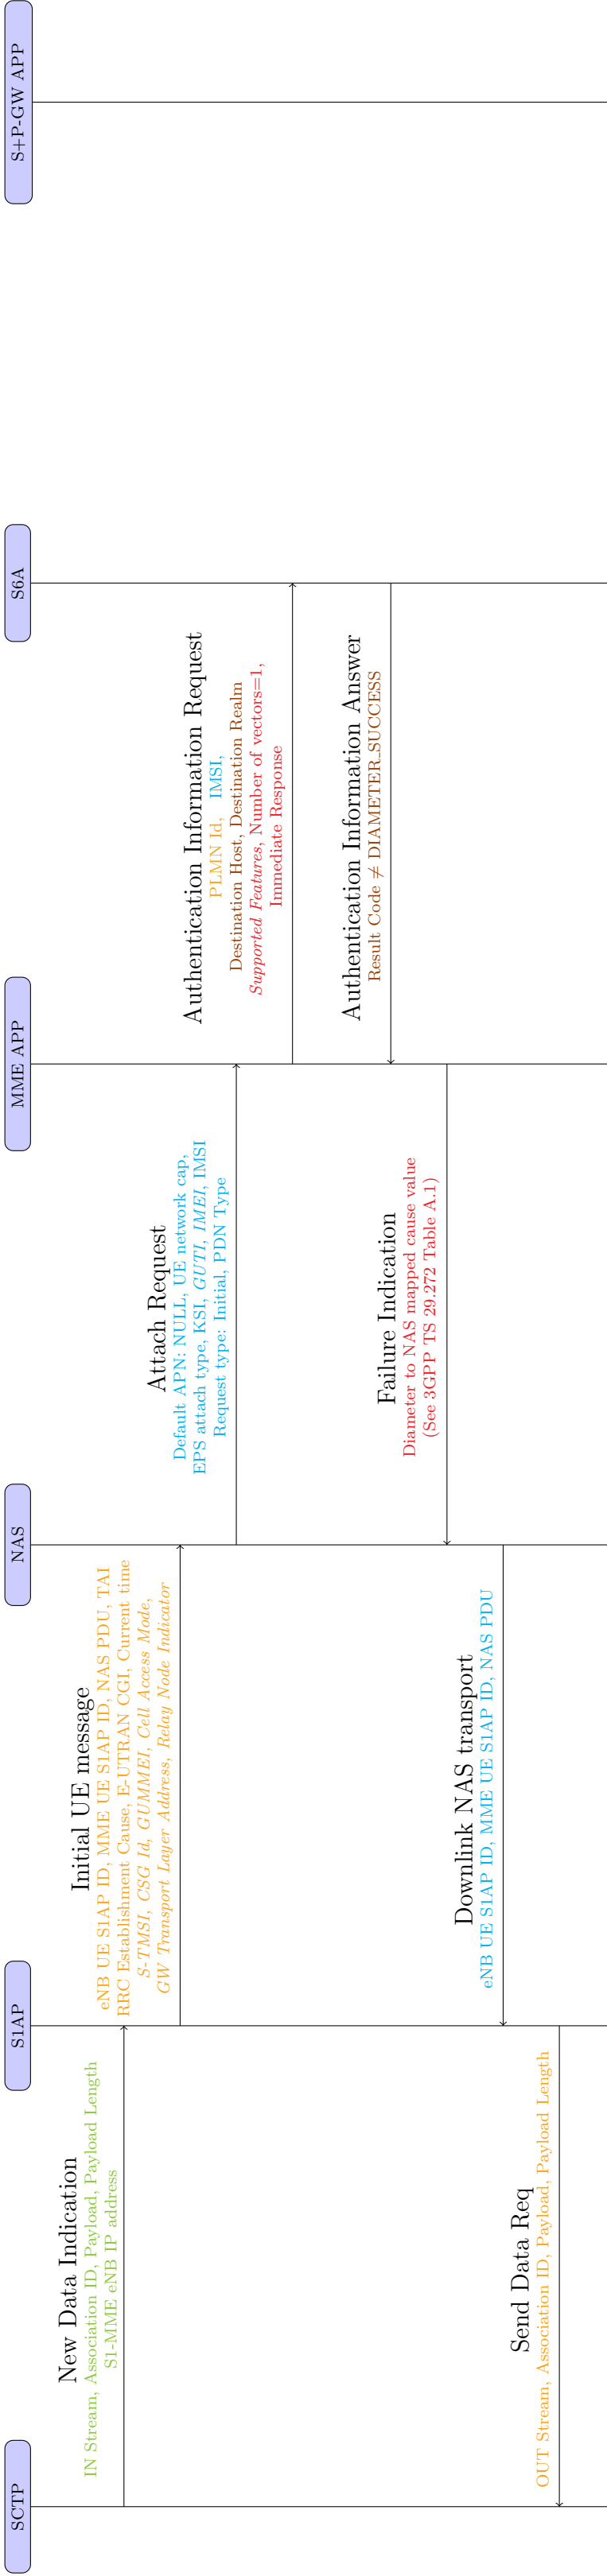 SCTP
S1AP
NAS
MME APP
S6A
S+P-GW APP
New Data Indication
IN Stream, Association ID, Payload, Payload Length
S1-MME eNB IP address
Initial UE message
eNB UE S1AP ID, MME UE S1AP ID, NAS PDU, TAI
RRC Establishment Cause, E-UTRAN CGI, Current time
S-TMSI, CSG Id, GUMMEI, Cell Access Mode,
GW Transport Layer Address, Relay Node Indicator
Attach Request
Default APN: NULL, UE network cap,
EPS attach type, KSI, GUTI, IMEI, IMSI
Request type: Initial, PDN Type
Authentication Information Request
PLMN Id, IMSI,
Destination Host, Destination Realm
Supported Features, Number of vectors=1,
Immediate Response
Authentication Information Answer
Result Code ≠ DIAMETER_SUCCESS
Failure Indication
Diameter to NAS mapped cause value
(See 3GPP TS 29.272 Table A.1)
Downlink NAS transport
eNB UE S1AP ID, MME UE S1AP ID, NAS PDU
Send Data Req
OUT Stream, Association ID, Payload, Payload Length